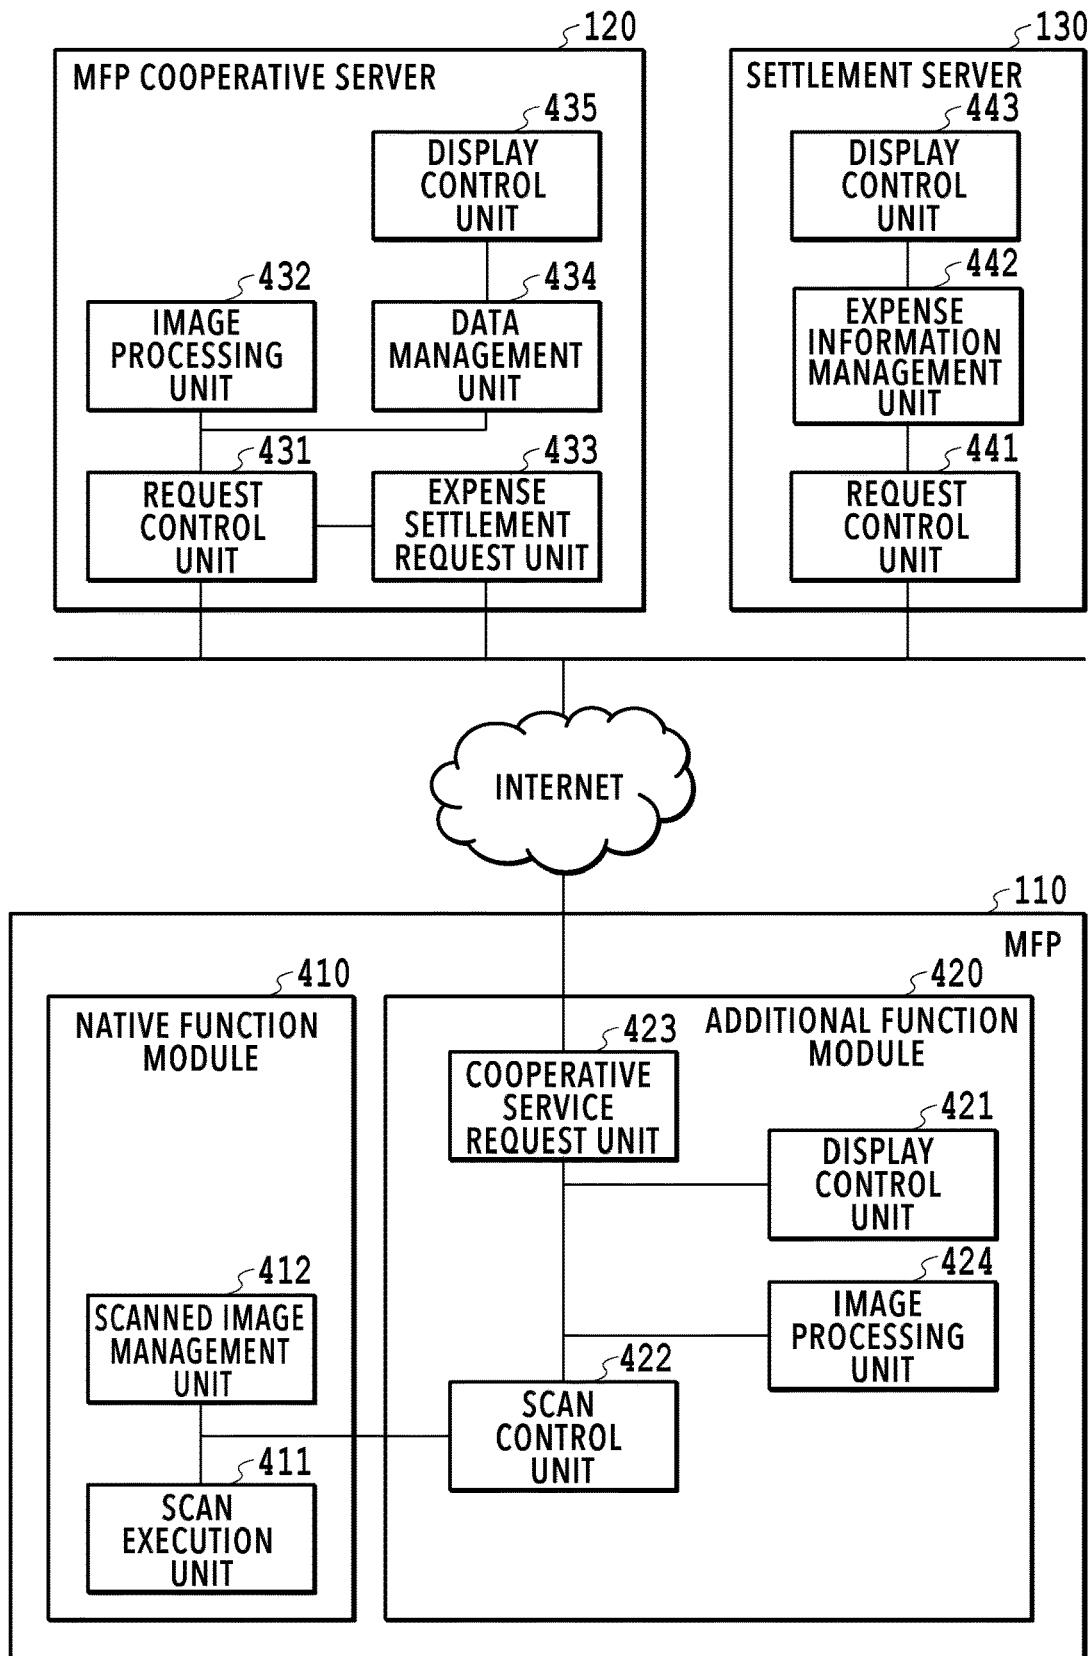 120
MFP COOPERATIVE SERVER
435
DISPLAY
CONTROL
UNIT
432
IMAGE
PROCESSING
UNIT
434
DATA
MANAGEMENT
UNIT
431
REQUEST
CONTROL
UNIT
433
EXPENSE
SETTLEMENT
REQUEST UNIT
130
SETTLEMENT SERVER
443
DISPLAY
CONTROL
UNIT
442
EXPENSE
INFORMATION
MANAGEMENT
UNIT
441
REQUEST
CONTROL
UNIT
INTERNET
110
MFP
410
NATIVE FUNCTION
MODULE
412
SCANNED IMAGE
MANAGEMENT
UNIT
411
SCAN
EXECUTION
UNIT
420
ADDITIONAL FUNCTION
MODULE
423
COOPERATIVE
SERVICE
REQUEST UNIT
421
DISPLAY
CONTROL
UNIT
424
IMAGE
PROCESSING
UNIT
422
SCAN
CONTROL
UNIT